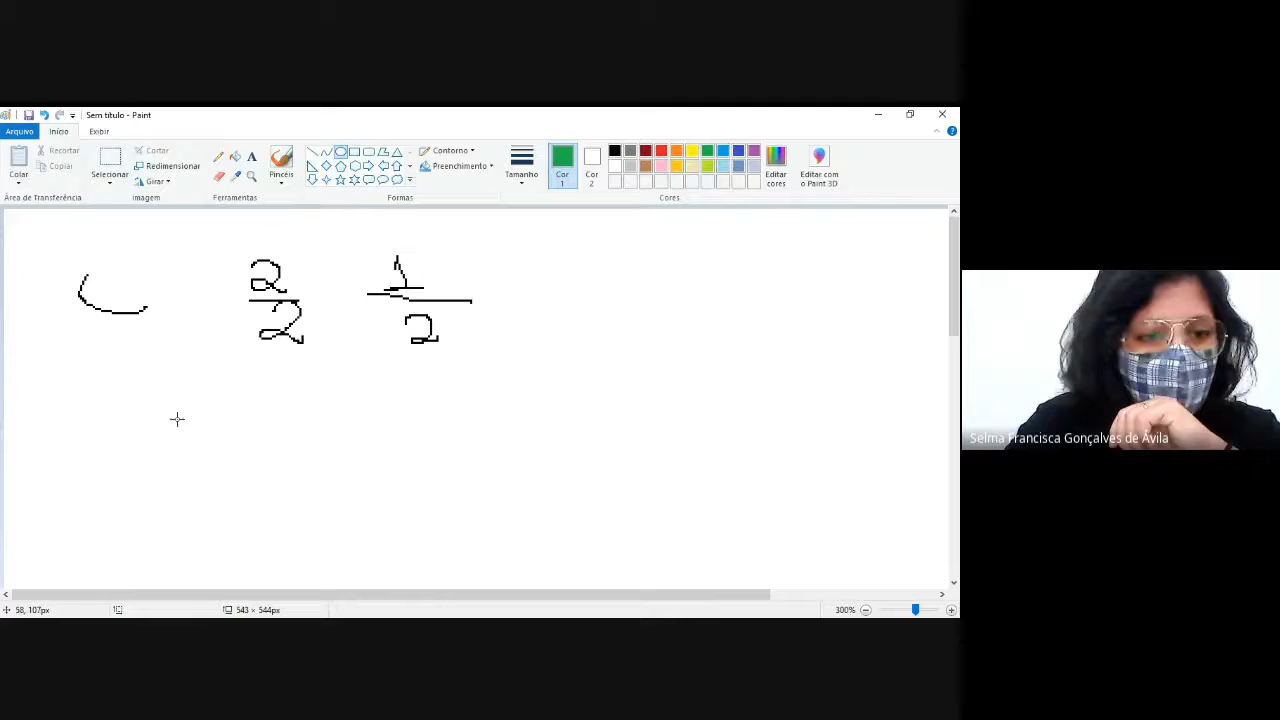 Sem título - Paint
Arquivo Início Exibir
Colar
Recortar
Copiar
Área de Transferência
Selecionar
Cortar
Redimensionar
Girar
Imagem
A
Ferramentas
Pincéis
Contorno
Preenchimento
Formas
Tamanho
Cor 1
Cor 2
Editar cores
Cores
Editar com o Paint 3D
2
2
1
2
Selma Francisca Gonçalves de Ávila
58, 107px
543 × 544px
300%